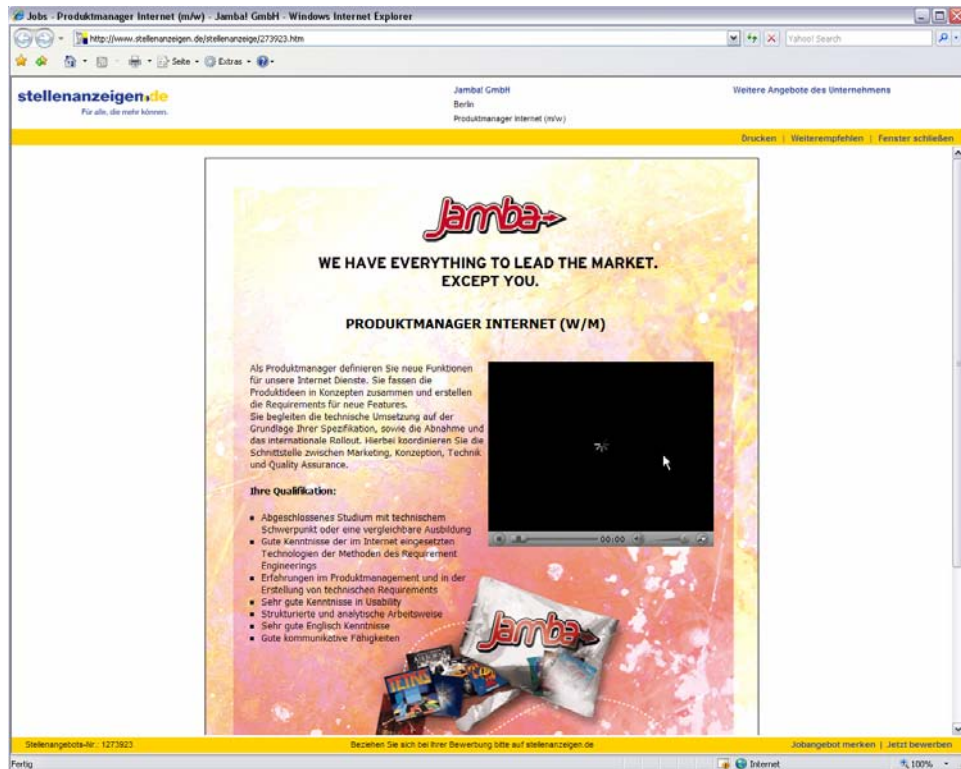 Jobs - Produktmanager Internet (m/w) - Jamba! GmbH - Windows Internet Explorer
http://www.stellenanzeigen.de/stellenanzeige/273923.htm
Yahoo! Search
Seite
Extras
stellenanzeigen.de
Für alle, die mehr können.
Jamba! GmbH
Berlin
Produktmanager Internet (m/w)
Weitere Angebote des Unternehmens
Drucken | Weiterempfehlen | Fenster schließen
Jamba
WE HAVE EVERYTHING TO LEAD THE MARKET.
EXCEPT YOU.
PRODUKTMANAGER INTERNET (W/M)
Als Produktmanager definieren Sie neue Funktionen
für unsere Internet Dienste. Sie fassen die
Produktideen in Konzepten zusammen und erstellen
die Requirements für neue Features.
Sie begleiten die technische Umsetzung auf der
Grundlage Ihrer Spezifikation, sowie die Abnahme und
das internationale Rollout. Hierbei koordinieren Sie die
Schnittstelle zwischen Marketing, Konzeption, Technik
und Quality Assurance.
Ihre Qualifikation:
Abgeschlossenes Studium mit technischem
Schwerpunkt oder eine vergleichbare Ausbildung
Gute Kenntnisse der im Internet eingesetzten
Technologien der Methoden des Requirement
Engineerings
Erfahrungen im Produktmanagement und in der
Erstellung von technischen Requirements
Sehr gute Kenntnisse in Usability
Strukturierte und analytische Arbeitsweise
Sehr gute Englisch Kenntnisse
Gute kommunikative Fähigkeiten
00:00
Jamba
TETRIS
Stellenangebots-Nr.: 1273923
Beziehen Sie sich bei Ihrer Bewerbung bitte auf stellenanzeigen.de
Jobangebot merken | Jetzt bewerben
Fertig
Internet
100%